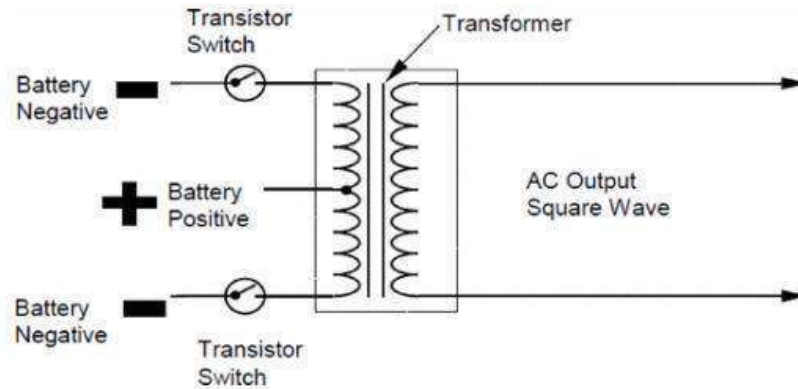 Transistor
Switch
Transformer
Battery
Negative
Battery
Positive
AC Output
Square Wave
Battery
Negative
Transistor
Switch